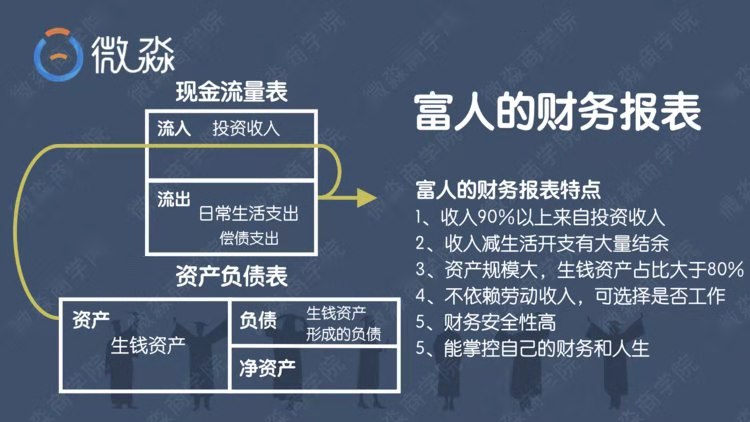 微淼
现金流量表
流入 投资收入
流出 日常生活支出
偿债支出
资产负债表
资产
生钱资产
负债 生钱资产
形成的负债
净资产
富人的财务报表
富人的财务报表特点
1、收入90%以上来自投资收入
2、收入减生活开支有大量结余
3、资产规模大，生钱资产占比大于80%
4、不依赖劳动收入，可选择是否工作
5、财务安全性高
5、能掌控自己的财务和人生
微淼商学院